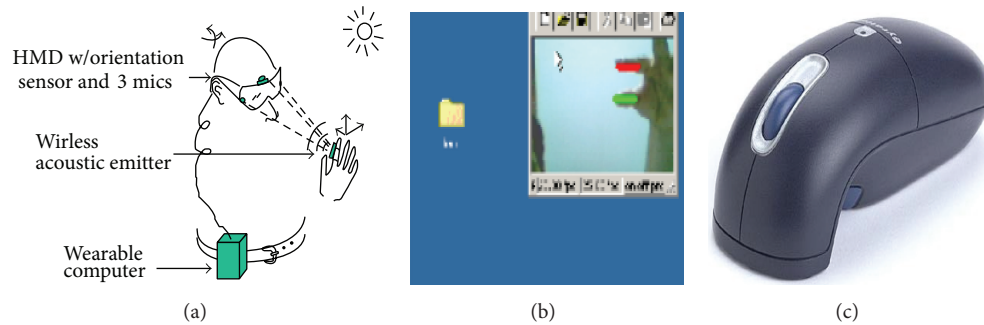 HMD w/orientation
sensor and 3 mics
Wirless
acoustic emitter
Wearable
computer
(a)
(b)
(c)